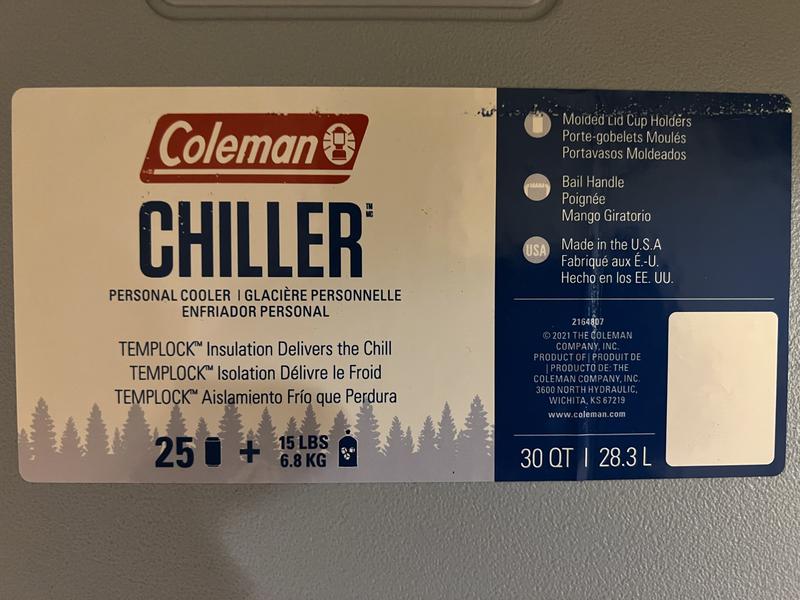 Coleman
CHILLER™
MC
PERSONAL COOLER | GLACIÈRE PERSONNELLE
ENFRIADOR PERSONAL
TEMPLOCK™ Insulation Delivers the Chill
TEMPLOCK™ Isolation Délivre le Froid
TEMPLOCK™ Aislamiento Frío que Perdura
25 + 15 LBS
6.8 KG
Molded Lid Cup Holders
Porte-gobelets Moulés
Portavasos Moldeados
Bail Handle
Poignée
Mango Giratorio
USA
Made in the U.S.A
Fabriqué aux É.-U.
Hecho en los EE. UU.
2164807
© 2021 THE COLEMAN
COMPANY, INC.
PRODUCT OF | PRODUIT DE
| PRODUCTO DE: THE
COLEMAN COMPANY, INC.
3600 NORTH HYDRAULIC,
WICHITA, KS 67219
www.coleman.com
30 QT | 28.3 L